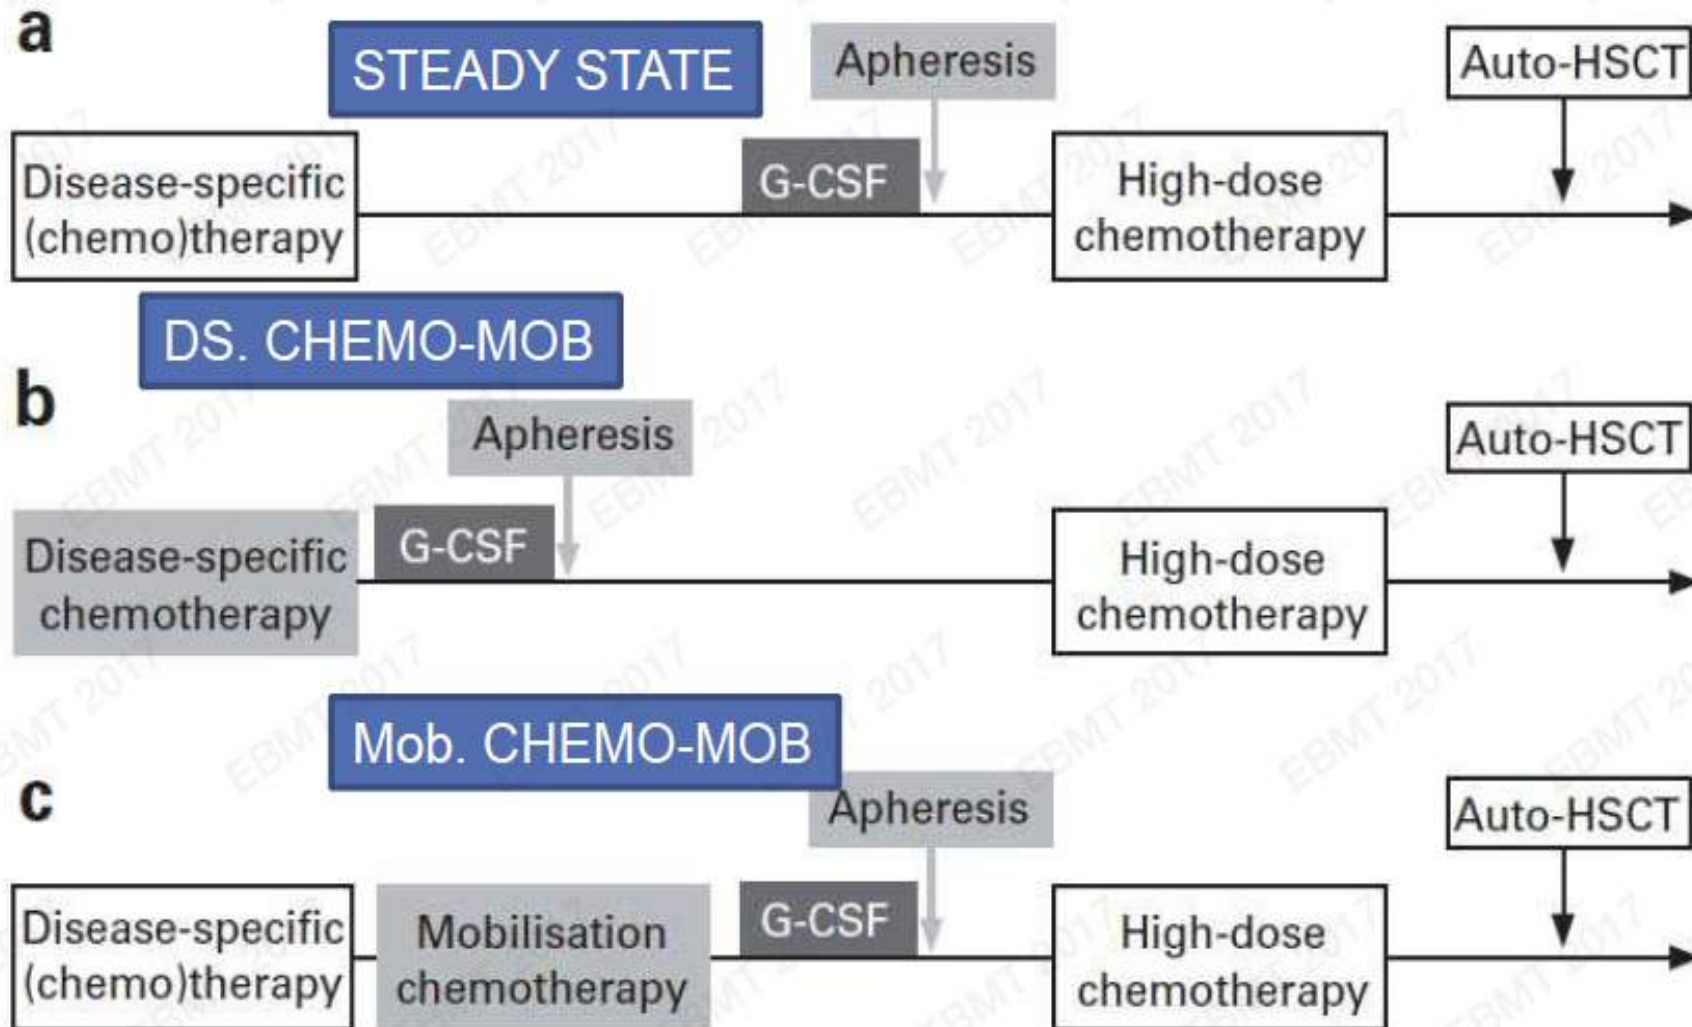 a
STEADY STATE
Apheresis
Auto-HSCT
Disease-specific
(chemo)therapy
G-CSF
High-dose
chemotherapy
DS. CHEMO-MOB
b
Apheresis
Auto-HSCT
Disease-specific
chemotherapy
G-CSF
High-dose
chemotherapy
Mob. CHEMO-MOB
c
Apheresis
Auto-HSCT
Disease-specific
(chemo)therapy
Mobilisation
chemotherapy
G-CSF
High-dose
chemotherapy
EBMT 2017